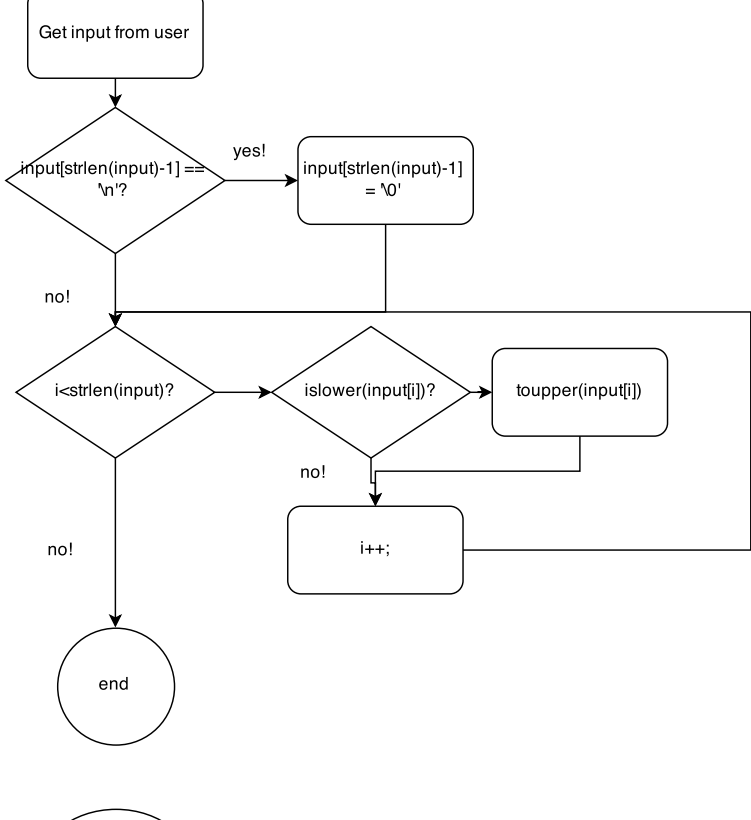 Get input from user
input[strlen(input)-1] ==
'\n'?
yes!
input[strlen(input)-1]
= '\0'
no!
i<strlen(input)?
islower(input[i])?
toupper(input[i])
no!
i++;
no!
end